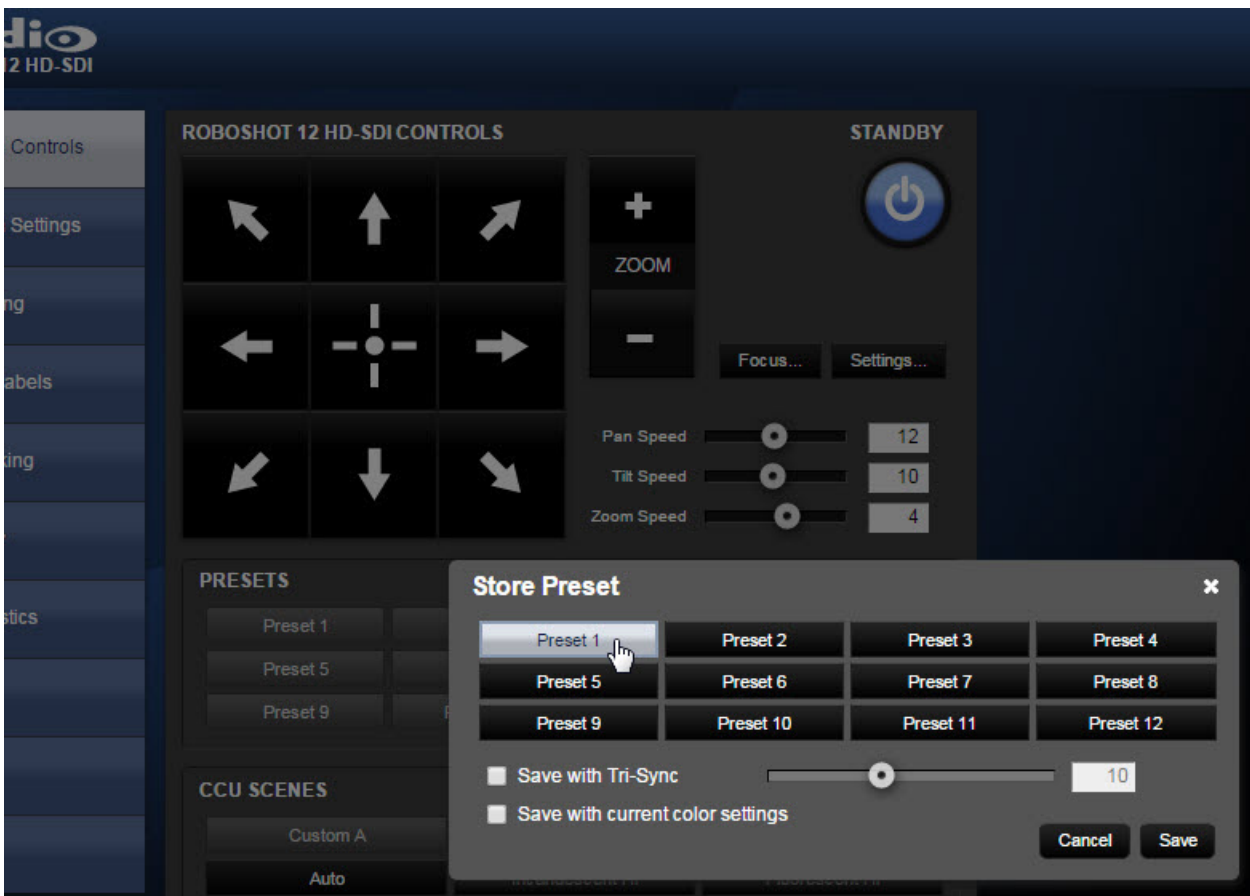 dio
12 HD-SDI
Controls
Settings
ng
abels
king
stics
ROBOSHOT 12 HD-SDI CONTROLS
STANDBY
ZOOM
Focus...
Settings...
Pan Speed 12
Tilt Speed 10
Zoom Speed 4
PRESETS
Preset 1
Preset 5
Preset 9
Store Preset
Preset 1 Preset 2 Preset 3 Preset 4
Preset 5 Preset 6 Preset 7 Preset 8
Preset 9 Preset 10 Preset 11 Preset 12
Save with Tri-Sync 10
Save with current color settings
Cancel Save
CCU SCENES
Custom A
Auto